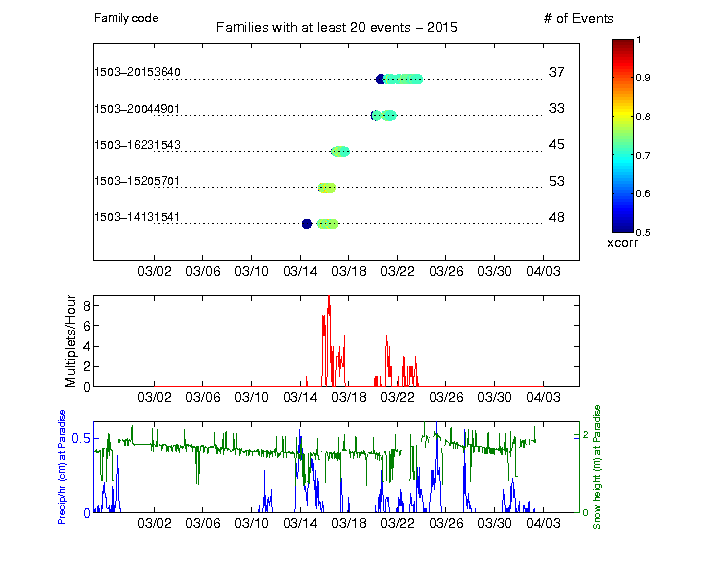 Family code
Families with at least 20 events – 2015
# of Events
1503–20153640 37
1503–20044901 33
1503–16231543 45
1503–15205701 53
1503–14131541 48
03/02 03/06 03/10 03/14 03/18 03/22 03/26 03/30 04/03
1
0.9
0.8
0.7
0.6
0.5
xcorr
Multiplets/Hour
8
6
4
2
0
03/02 03/06 03/10 03/14 03/18 03/22 03/26 03/30 04/03
Precip/hr (cm) at Paradise
0.5
0
2
0
Snow height (m) at Paradise
03/02 03/06 03/10 03/14 03/18 03/22 03/26 03/30 04/03